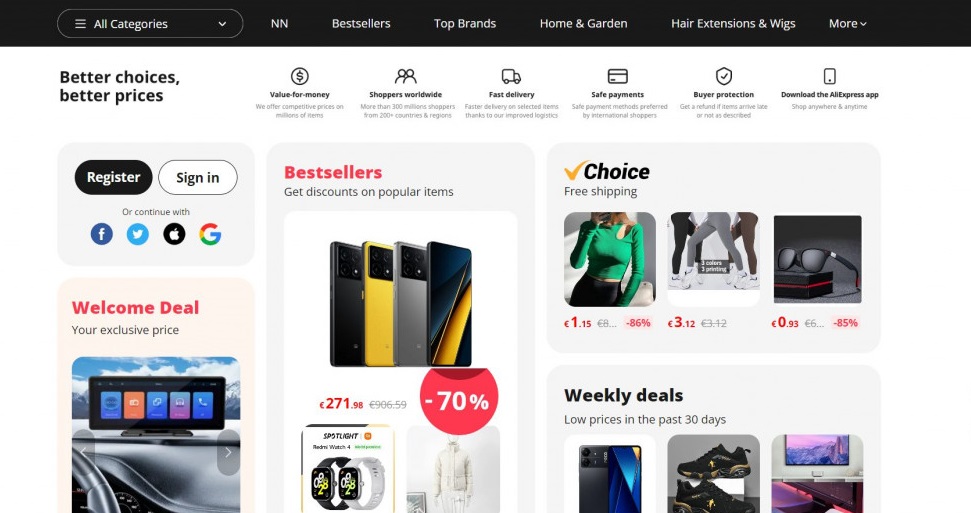 All Categories
NN
Bestsellers
Top Brands
Home & Garden
Hair Extensions & Wigs
More
Better choices,
better prices
Value-for-money
We offer competitive prices on
millions of items
Shoppers worldwide
More than 300 millions shoppers
from 200+ countries & regions
Fast delivery
Faster delivery on selected items
thanks to our improved logistics
Safe payments
Safe payment methods preferred
by international shoppers
Buyer protection
Get a refund if items arrive late
or not as described
Download the AliExpress app
Shop anywhere & anytime
Register
Sign in
Or continue with
Welcome Deal
Your exclusive price
Bestsellers
Get discounts on popular items
€271.98 €906.59
-70%
SPOTLIGHT
Redmi Watch 4
Choice
Free shipping
3 colors
3 printing
€1.15 €8... -86%
€3.12 €3.12
€0.93 €6... -85%
Weekly deals
Low prices in the past 30 days